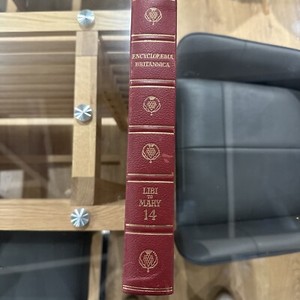 ENCYCLOPÆDIA
BRITANNICA
LIBI
TO
MARY
14